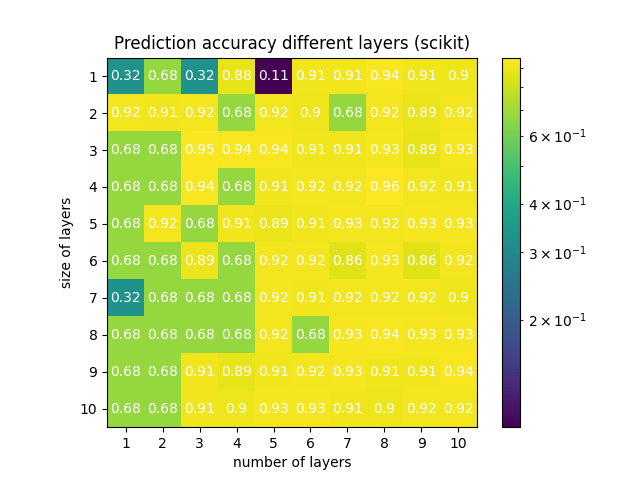 Prediction accuracy different layers (scikit)
1 0.32 0.68 0.32 0.88 0.11 0.91 0.91 0.94 0.91 0.9
2 0.92 0.91 0.92 0.68 0.92 0.9 0.68 0.92 0.89 0.92
3 0.68 0.68 0.95 0.94 0.94 0.91 0.91 0.93 0.89 0.93
4 0.68 0.68 0.94 0.68 0.91 0.92 0.92 0.96 0.92 0.91
5 0.68 0.92 0.68 0.91 0.89 0.91 0.93 0.92 0.93 0.93
6 0.68 0.68 0.89 0.68 0.92 0.92 0.86 0.93 0.86 0.92
7 0.32 0.68 0.68 0.68 0.92 0.91 0.92 0.92 0.92 0.9
8 0.68 0.68 0.68 0.68 0.92 0.68 0.93 0.94 0.93 0.93
9 0.68 0.68 0.91 0.89 0.91 0.92 0.93 0.91 0.91 0.94
10 0.68 0.68 0.91 0.9 0.93 0.93 0.91 0.9 0.92 0.92
1 2 3 4 5 6 7 8 9 10
number of layers
size of layers
6 × 10⁻¹
4 × 10⁻¹
3 × 10⁻¹
2 × 10⁻¹